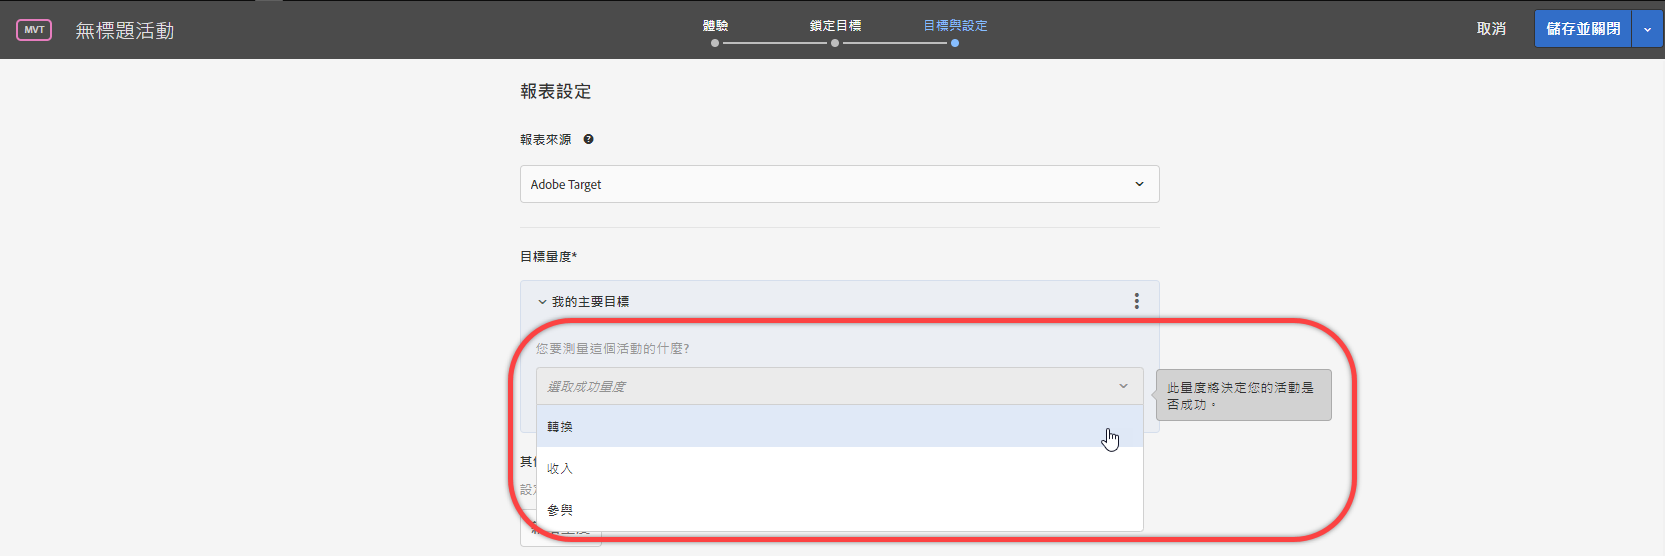 MVT
無標題活動
體驗
鎖定目標
目標與設定
取消
儲存並關閉
報表設定
報表來源
Adobe Target
目標量度*
我的主要目標
您要測量這個活動的什麼?
選取成功量度
此量度將決定您的活動是
否成功。
轉換
收入
參與